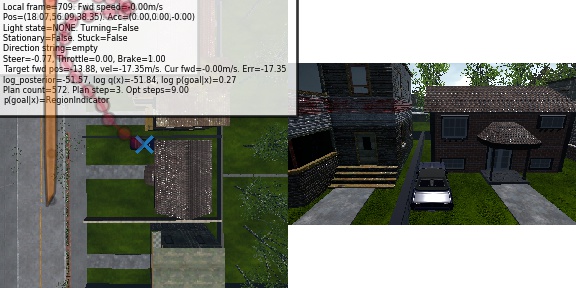 Local frame=709. Fwd speed=-0.00m/s
Pos=(18.07,56.09,38.35). Acc=(0.00,0.00,-0.00)
Light state=NONE. Turning=False
Stationary=False. Stuck=False
Direction string=empty
Steer=-0.77, Throttle=0.00, Brake=1.00
Target fwd pos=-13.88, vel=-17.35m/s. Cur fwd=-0.00m/s. Err=-17.35
log_posterior=-51.57, log q(x)=-51.84, log p(goal|x)=0.27
Plan count=572. Plan step=3. Opt steps=9.00
p(goal|x)=RegionIndicator